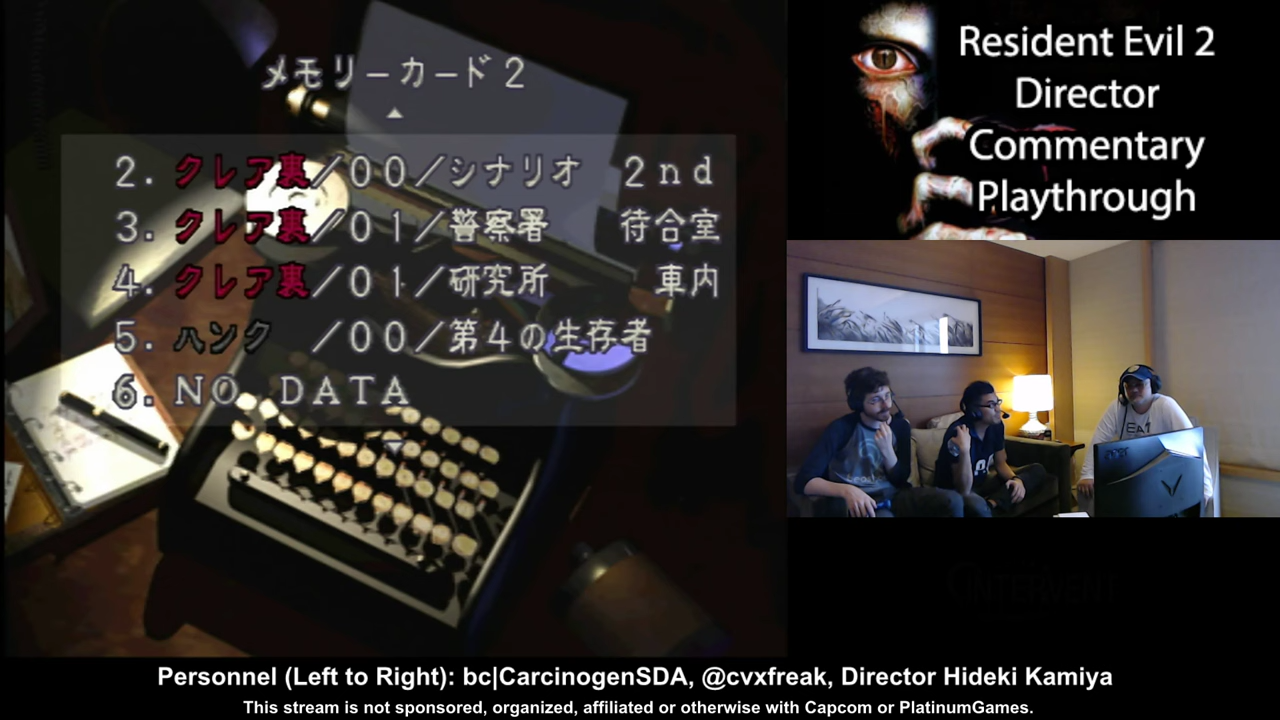 メモリーカード2
2. クレア裏/00/シナリオ 2nd
3. クレア裏/01/警察署 待合室
4. クレア裏/01/研究所 車内
5. ハンク /00/第4の生存者
6. NO DATA
Resident Evil 2
Director
Commentary
Playthrough
Personnel (Left to Right): bc|CarcinogenSDA, @cvxfreak, Director Hideki Kamiya
This stream is not sponsored, organized, affiliated or otherwise with Capcom or PlatinumGames.